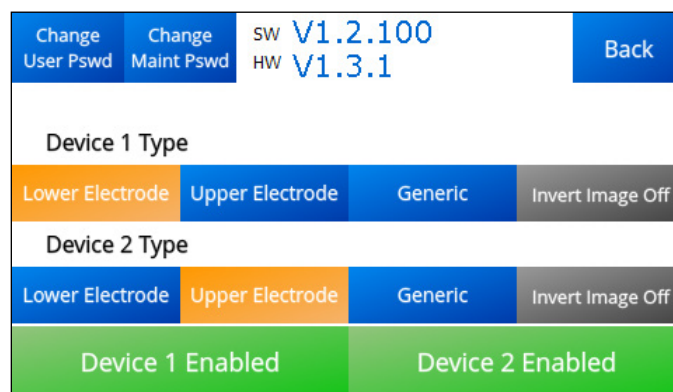 Change User Pswd
Change Maint Pswd
SW V1.2.100
HW V1.3.1
Back
Device 1 Type
Lower Electrode Upper Electrode Generic Invert Image Off
Device 2 Type
Lower Electrode Upper Electrode Generic Invert Image Off
Device 1 Enabled Device 2 Enabled